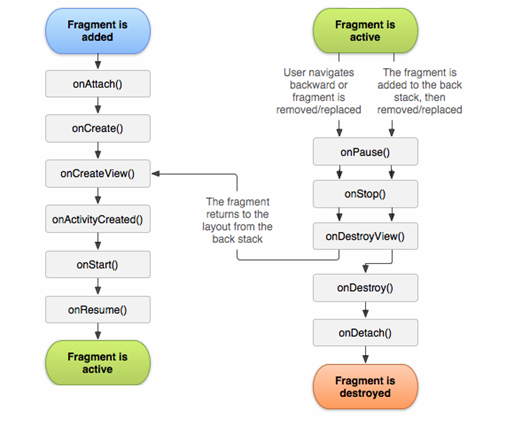 Fragment is
added
onAttach()
onCreate()
onCreateView()
onActivityCreated()
onStart()
onResume()
Fragment is
active
The fragment
returns to the
layout from the
back stack
Fragment is
active
User navigates
backward or
fragment is
removed/replaced
The fragment is
added to the back
stack, then
removed/replaced
onPause()
onStop()
onDestroyView()
onDestroy()
onDetach()
Fragment is
destroyed